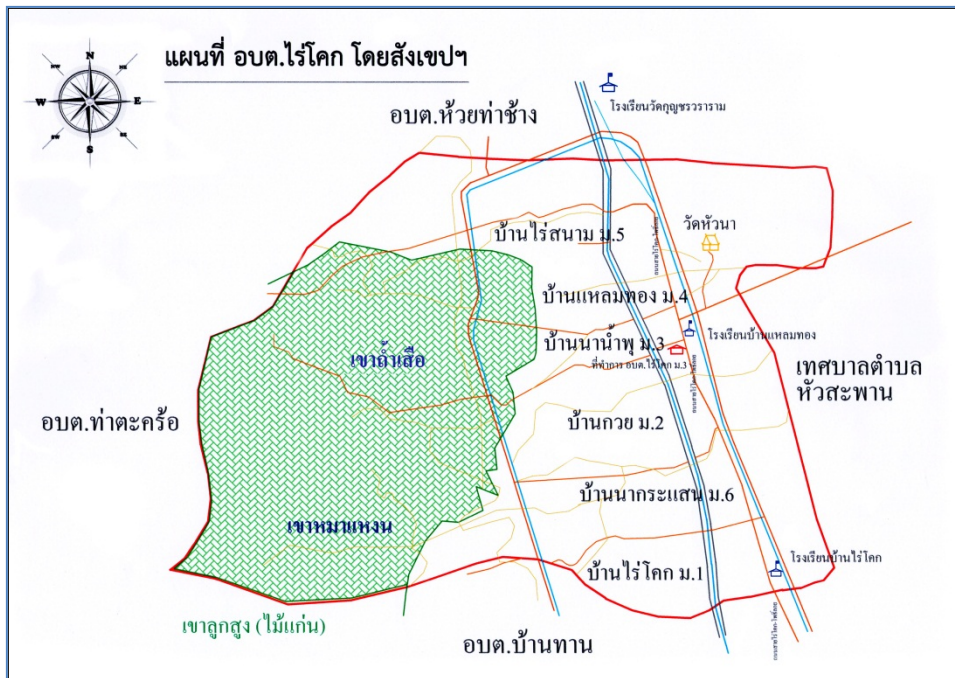 แผนที่ อบต.ไร่โคก โดยสังเขปฯ
N
NW
NE
W
E
SW
SE
S
โรงเรียนวัดกุญชรวราราม
อบต.ห้วยท่าช้าง
วัดหัวนา
บ้านไร่สนาม ม.5
บ้านแหลมทอง ม.4
โรงเรียนบ้านแหลมทอง
บ้านนาน้ำพุ ม.3
ที่ทำการ อบต.ไร่โคก ม.3
เขาถ้ำเสือ
เทศบาลตำบล
หัวสะพาน
อบต.ท่าตะคร้อ
บ้านกวย ม.2
บ้านนากระแสน ม.6
เขาหมาแหงน
โรงเรียนบ้านไร่โคก
บ้านไร่โคก ม.1
เขาลูกสูง (ไม้แก่น)
อบต.บ้านทาน